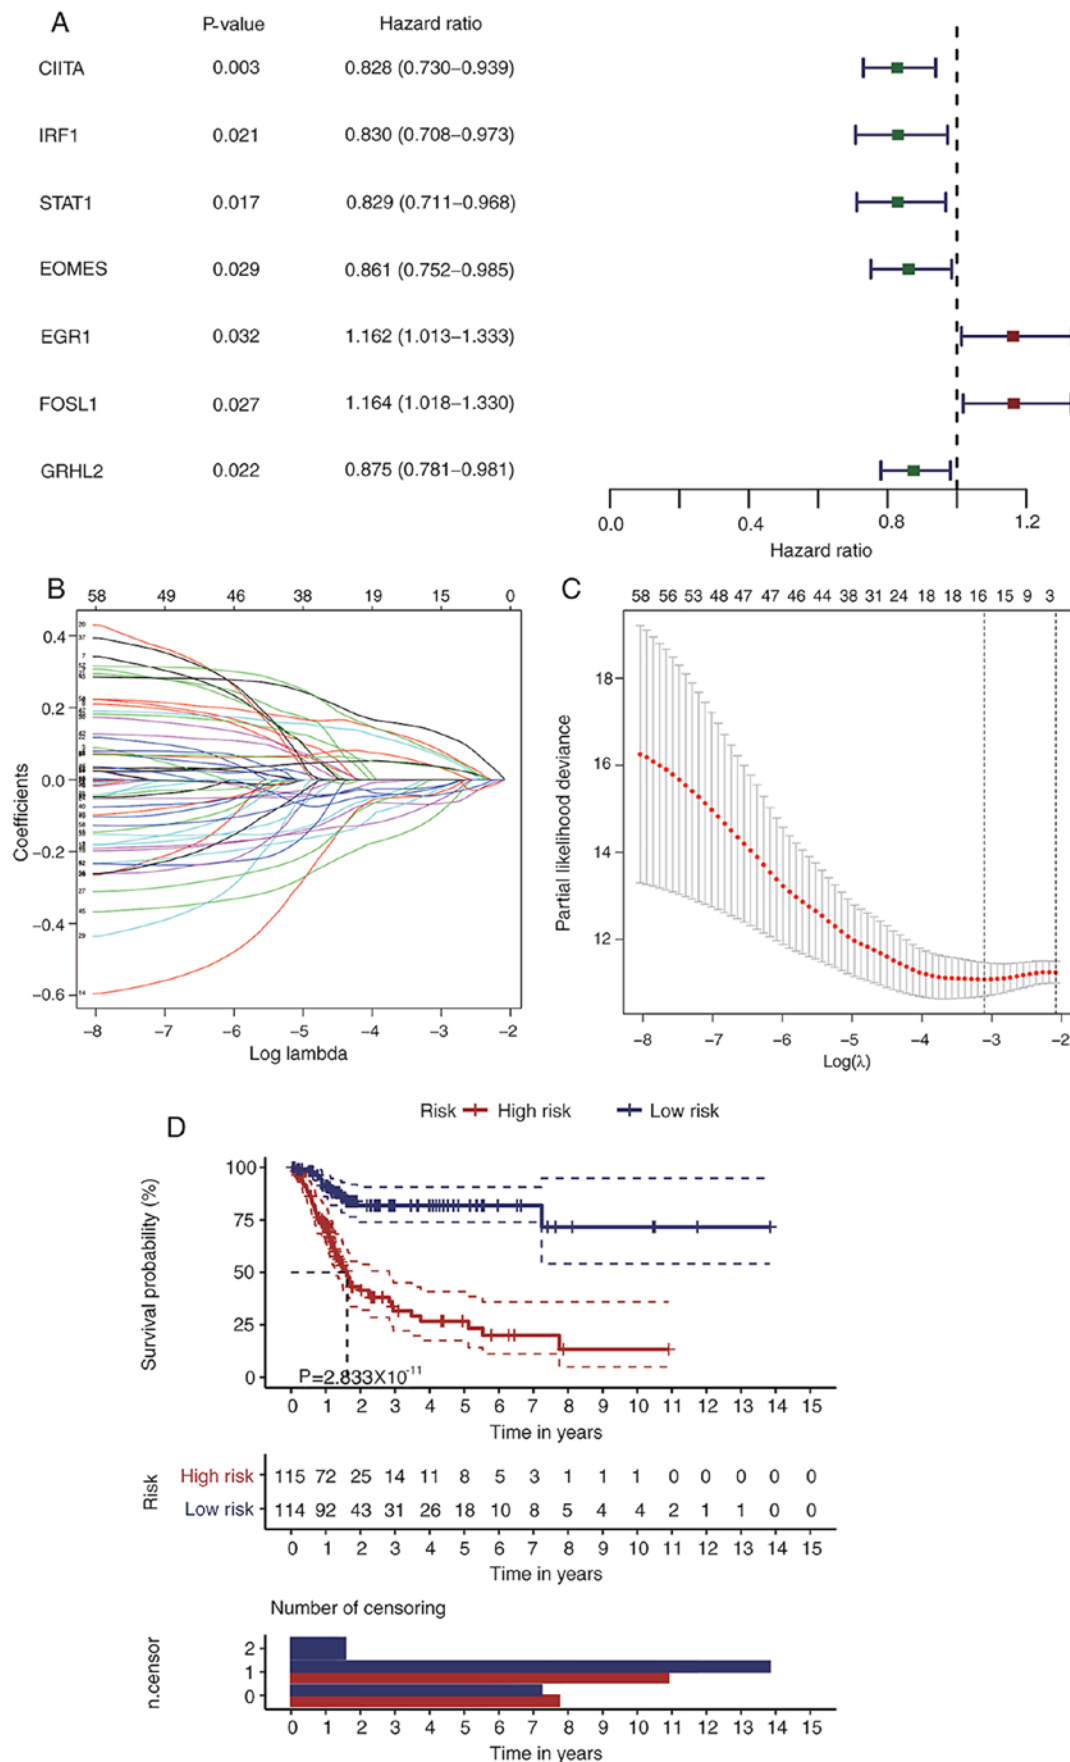 A
P-value Hazard ratio
CIITA 0.003 0.828 (0.730–0.939)
IRF1 0.021 0.830 (0.708–0.973)
STAT1 0.017 0.829 (0.711–0.968)
EOMES 0.029 0.861 (0.752–0.985)
EGR1 0.032 1.162 (1.013–1.333)
FOSL1 0.027 1.164 (1.018–1.330)
GRHL2 0.022 0.875 (0.781–0.981)
0.0 0.4 0.8 1.2
Hazard ratio
B
58 49 46 38 19 15 0
Coefficients
0.4
0.2
0.0
−0.2
−0.4
−0.6
−8 −7 −6 −5 −4 −3 −2
Log lambda
C
58 56 53 48 47 47 46 44 38 31 24 18 18 16 15 9 3
Partial likelihood deviance
18
16
14
12
−8 −7 −6 −5 −4 −3 −2
Log(λ)
D
Risk High risk Low risk
Survival probability (%)
100
75
50
25
0
P=2.833X10-11
0 1 2 3 4 5 6 7 8 9 10 11 12 13 14 15
Time in years
Risk
High risk 115 72 25 14 11 8 5 3 1 1 1 0 0 0 0 0
Low risk 114 92 43 31 26 18 10 8 5 4 4 2 1 1 0 0
0 1 2 3 4 5 6 7 8 9 10 11 12 13 14 15
Time in years
Number of censoring
n.censor
2
1
0
0 1 2 3 4 5 6 7 8 9 10 11 12 13 14 15
Time in years